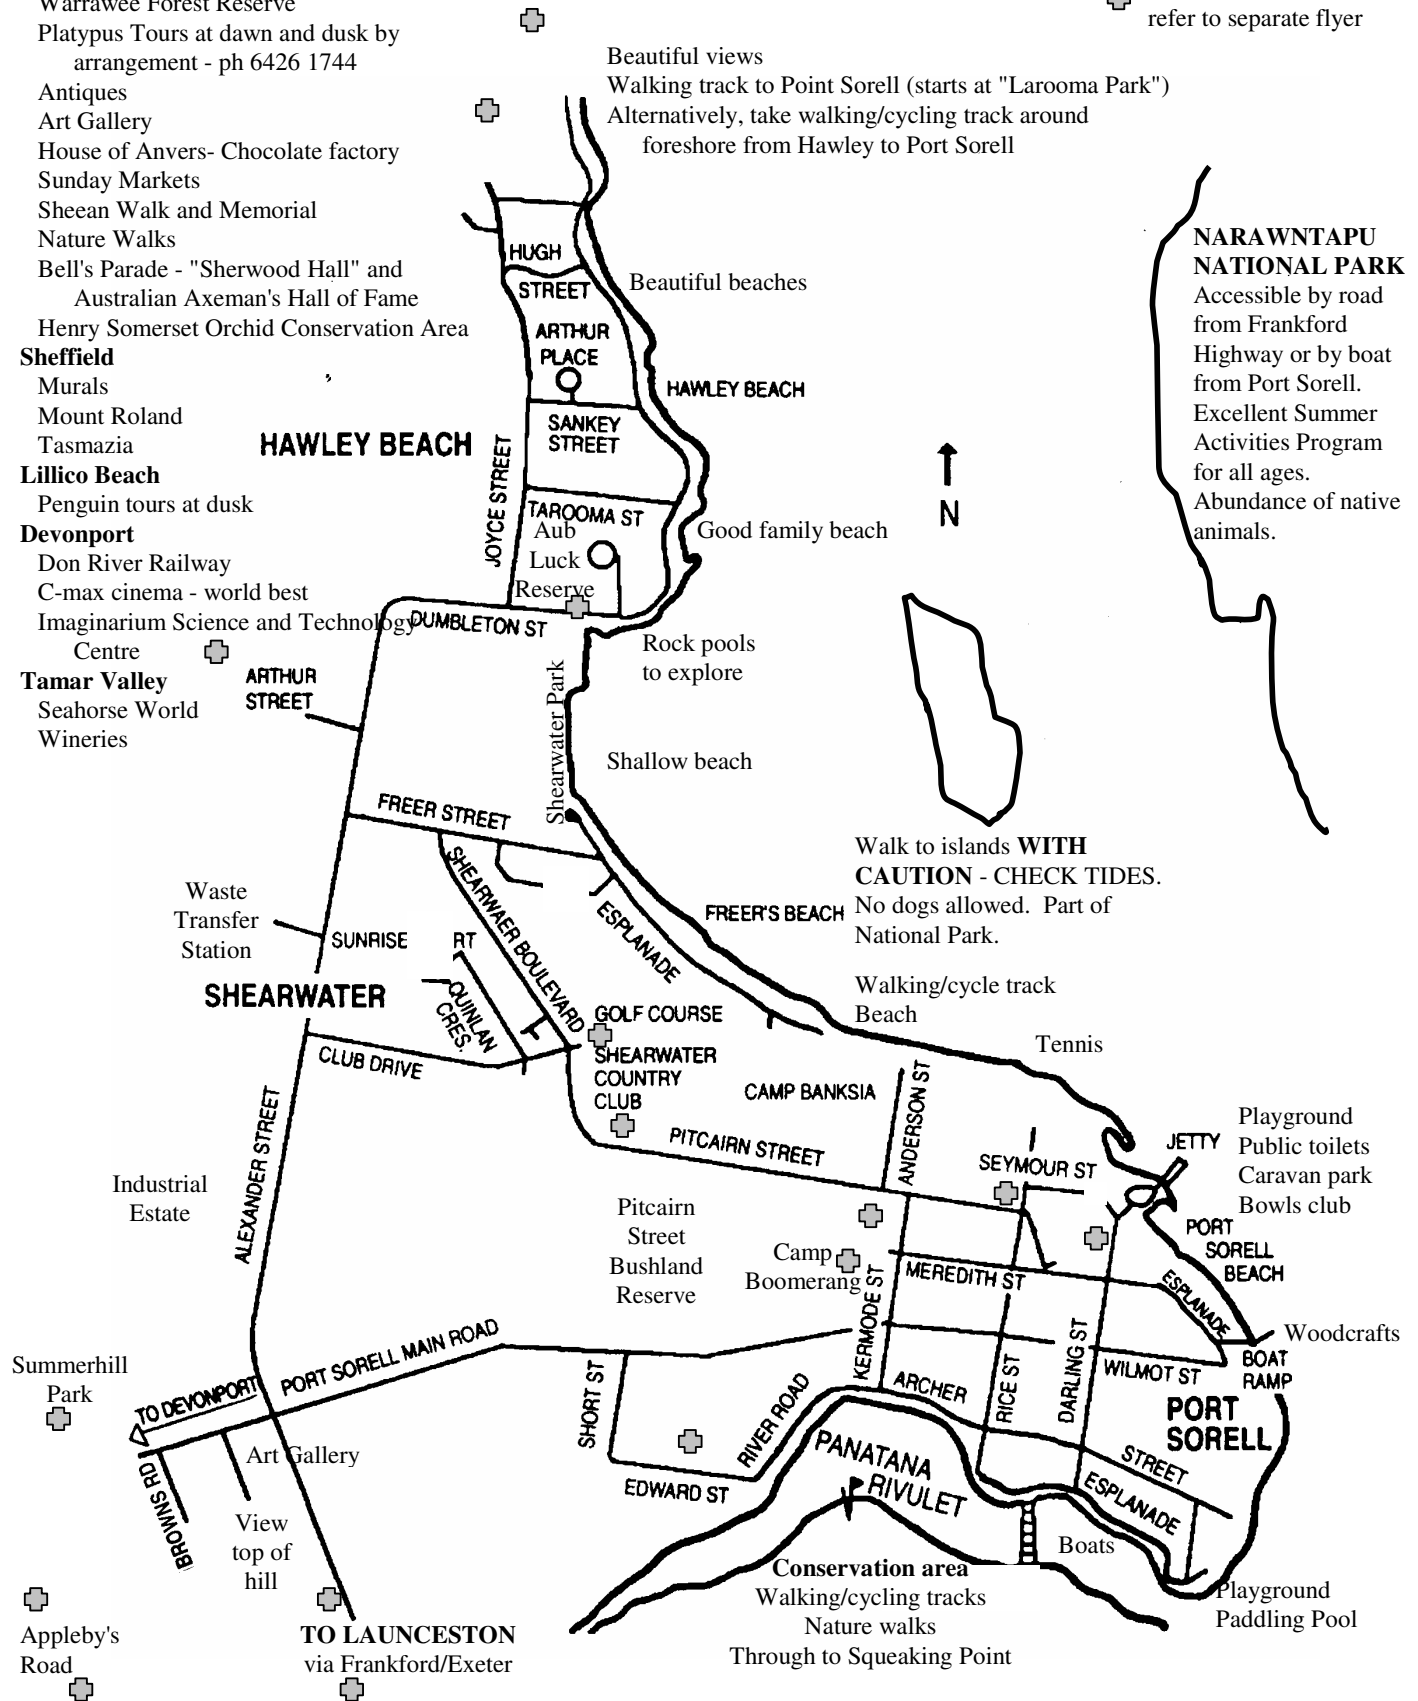 Warrawee Forest Reserve
Platypus Tours at dawn and dusk by
arrangement - ph 6426 1744
Antiques
Art Gallery
House of Anvers- Chocolate factory
Sunday Markets
Sheean Walk and Memorial
Nature Walks
Bell's Parade - "Sherwood Hall" and
Australian Axeman's Hall of Fame
Henry Somerset Orchid Conservation Area
Sheffield
Murals
Mount Roland
Tasmazia
Lillico Beach
Penguin tours at dusk
Devonport
Don River Railway
C-max cinema - world best
Imaginarium Science and Technology
Centre
Tamar Valley
Seahorse World
Wineries
refer to separate flyer
Beautiful views
Walking track to Point Sorell (starts at "Larooma Park")
Alternatively, take walking/cycling track around
foreshore from Hawley to Port Sorell
NARAWNTAPU
NATIONAL PARK
Accessible by road
from Frankford
Highway or by boat
from Port Sorell.
Excellent Summer
Activities Program
for all ages.
Abundance of native
animals.
HUGH
STREET
Beautiful beaches
ARTHUR
PLACE
HAWLEY BEACH
SANKEY
STREET
HAWLEY BEACH
JOYCE STREET
N
TAROOMA ST
Aub
Luck
Reserve
Good family beach
DUMBLETON ST
Rock pools
to explore
ARTHUR
STREET
Shearwater Park
Shallow beach
FREER STREET
Walk to islands WITH
CAUTION - CHECK TIDES.
No dogs allowed. Part of
National Park.
SHEARWAER BOULEVARD
ESPLANADE
FREER'S BEACH
Waste
Transfer
Station
SUNRISE
RT
SHEARWATER
QUINLAN
CRES.
Walking/cycle track
Beach
GOLF COURSE
SHEARWATER
COUNTRY
CLUB
CLUB DRIVE
CAMP BANKSIA
Tennis
ANDERSON ST
ALEXANDER STREET
PITCAIRN STREET
SEYMOUR ST
JETTY
Playground
Public toilets
Caravan park
Bowls club
Industrial
Estate
Pitcairn
Street
Bushland
Reserve
Camp
Boomerang
PORT
SORELL
BEACH
MEREDITH ST
ESPLANADE
KERMODE ST
Woodcrafts
BOAT
RAMP
WILMOT ST
DARLING ST
RICE ST
ARCHER
STREET
PORT
SORELL
PORT SORELL MAIN ROAD
Summerhill
Park
TO DEVONPORT
SHORT ST
RIVER ROAD
EDWARD ST
PANATANA
RIVULET
ESPLANADE
Art Gallery
BROWNS RD
View
top of
hill
Boats
Conservation area
Walking/cycling tracks
Nature walks
Through to Squeaking Point
Playground
Paddling Pool
Appleby's
Road
TO LAUNCESTON
via Frankford/Exeter